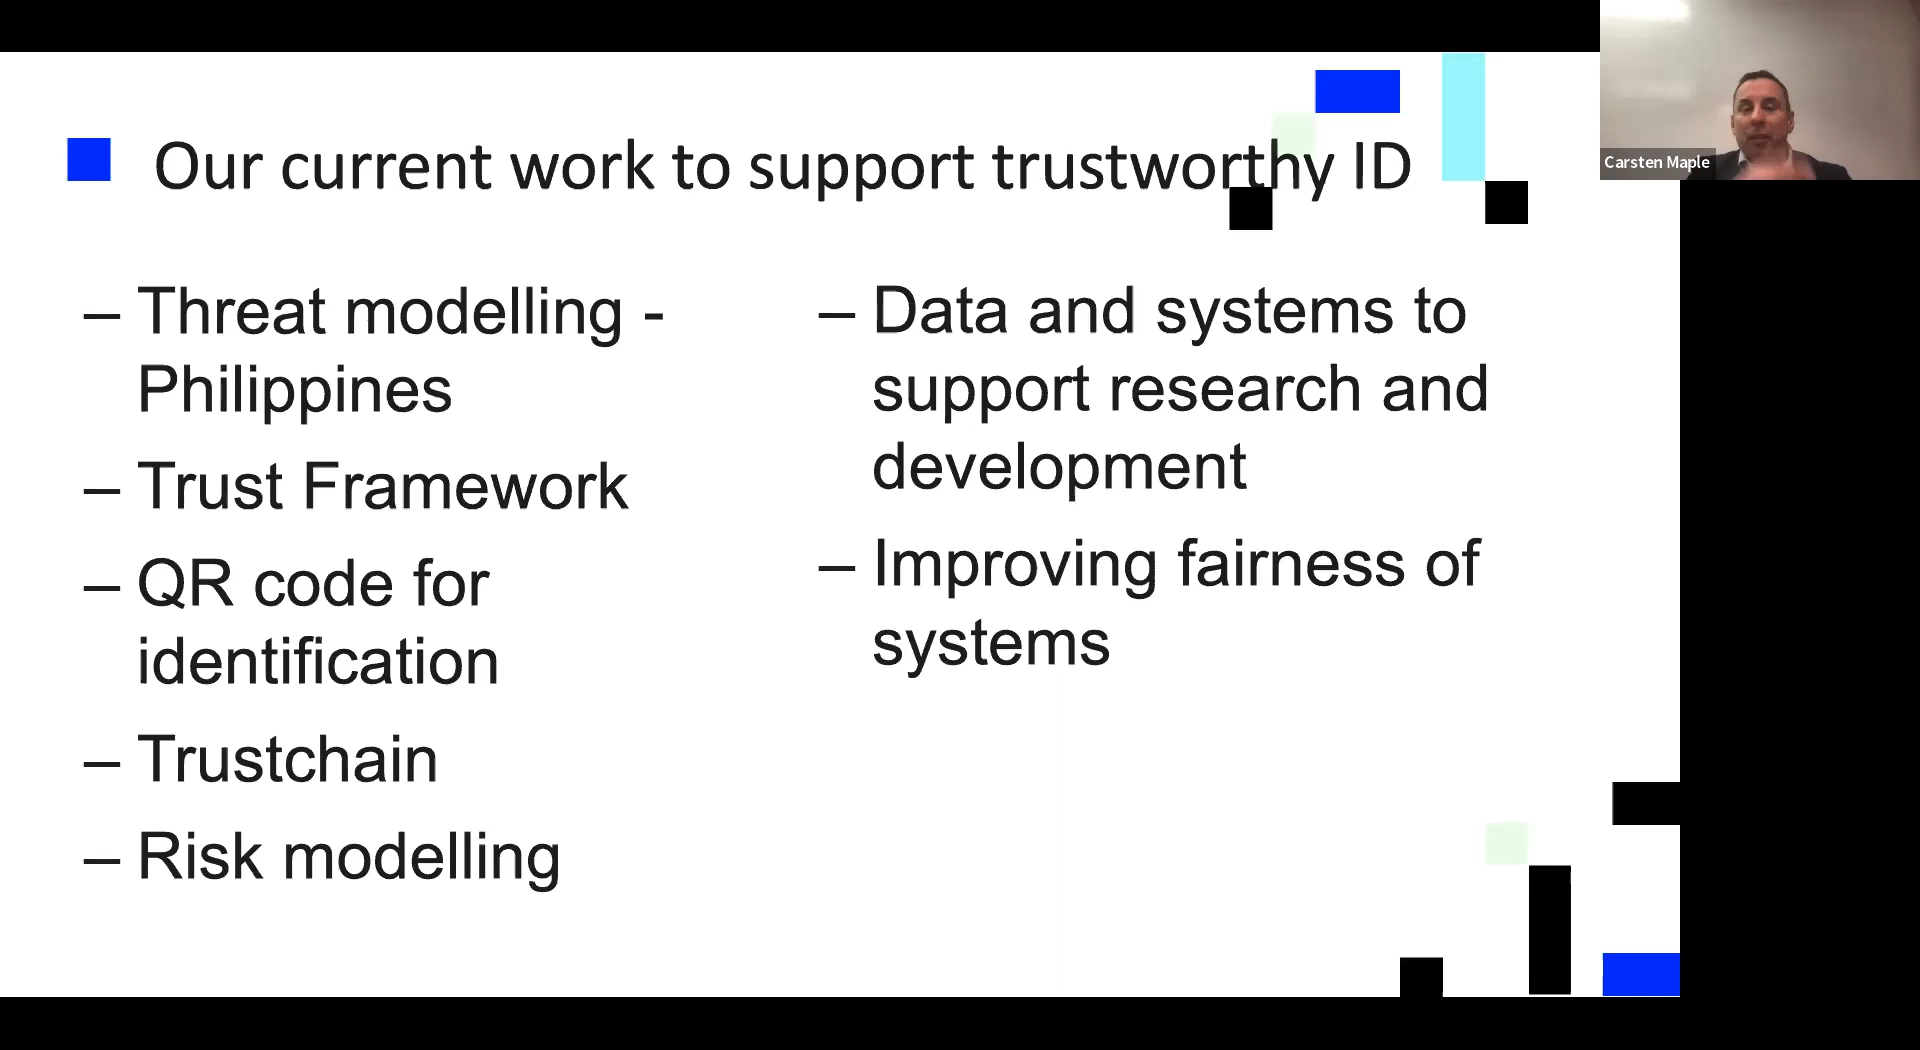 Our current work to support trustworthy ID
– Threat modelling -
Philippines
– Trust Framework
– QR code for
identification
– Trustchain
– Risk modelling
– Data and systems to
support research and
development
– Improving fairness of
systems
Carsten Maple